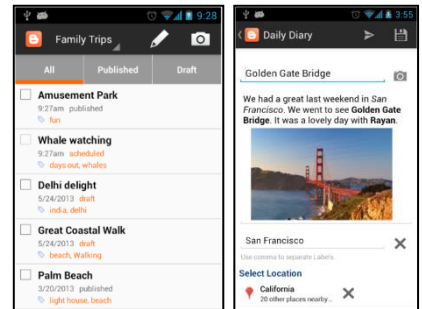 9:28
Family Trips
All Published Draft
Amusement Park
9:27am published
fun
Whale watching
9:27am scheduled
days out, whales
Delhi delight
5/24/2013 draft
india, delhi
Great Coastal Walk
5/24/2013 draft
beach, Walking
Palm Beach
3/20/2013 published
light house, beach
3:55
Daily Diary
Golden Gate Bridge
We had a great last weekend in San
Francisco. We went to see Golden Gate
Bridge. It was a lovely day with Rayan.
San Francisco
Use comma to separate Labels.
Select Location
California
20 other places nearby..